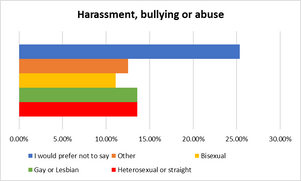 Harassment, bullying or abuse
0.00% 5.00% 10.00% 15.00% 20.00% 25.00% 30.00%
I would prefer not to say Other Bisexual
Gay or Lesbian Heterosexual or straight